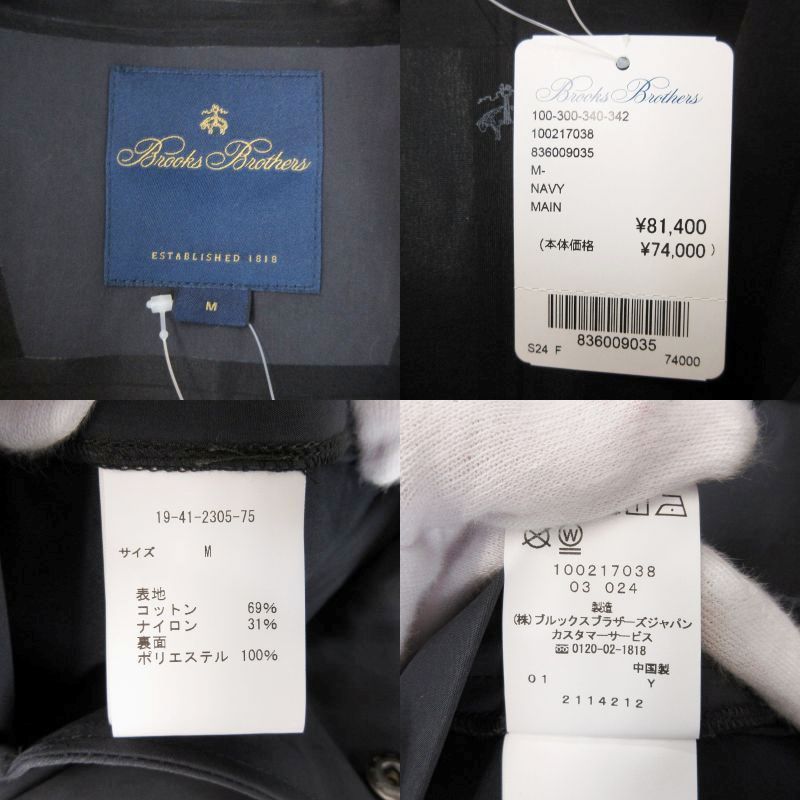 Brooks Brothers
ESTABLISHED 1818
M
Brooks Brothers
100-300-340-342
100217038
836009035
M-
NAVY
MAIN
¥81,400
(本体価格 ¥74,000 )
836009035
S24 F 74000
19-41-2305-75
サイズ M
表地
コットン 69%
ナイロン 31%
裏面
ポリエステル 100%
W
100217038
03 024
製造
(株)ブルックスブラザーズジャパン
カスタマーサービス
0120-02-1818
中国製
01 Y
2114212